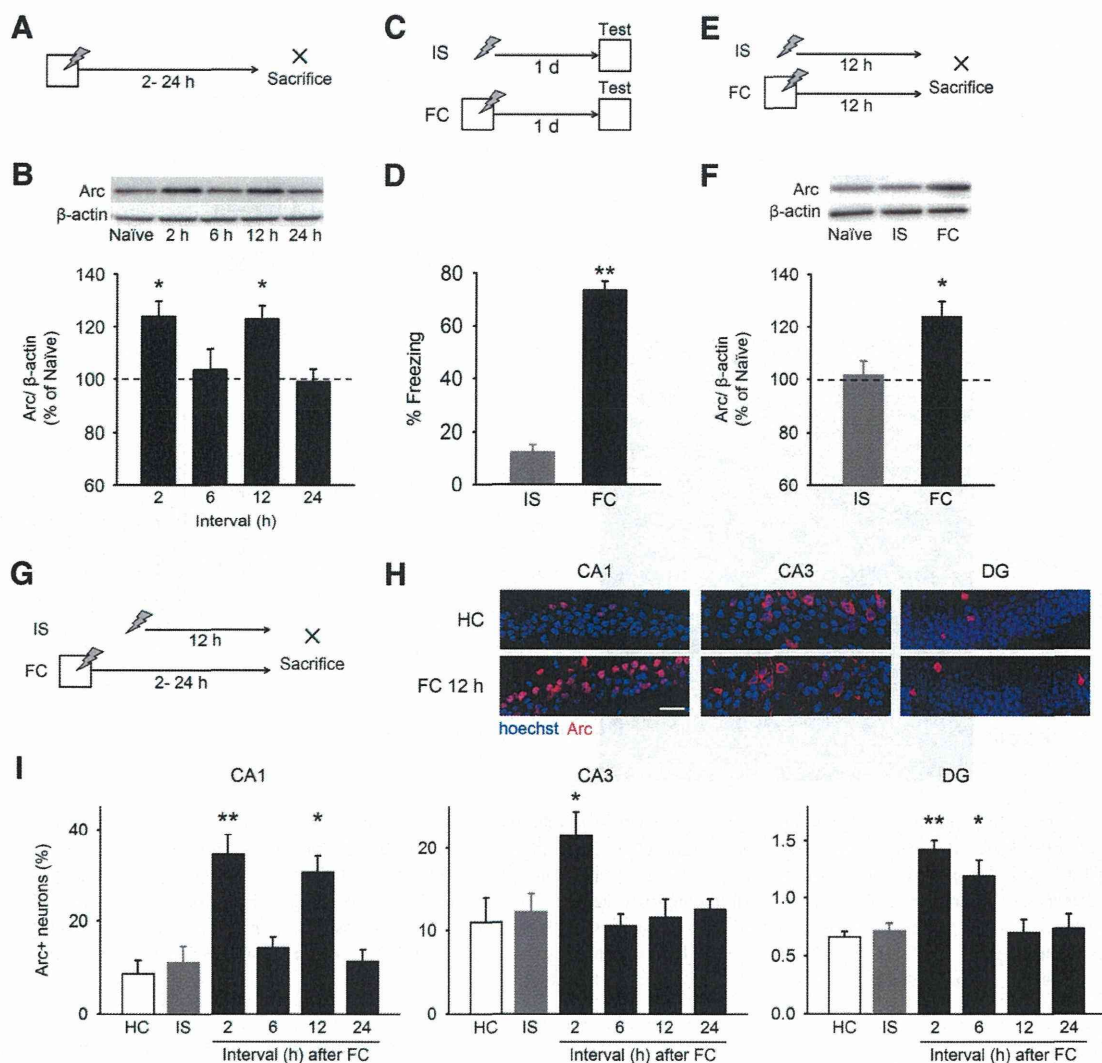 A
2- 24 h
Sacrifice
C
IS
1 d
Test
FC
1 d
Test
E
IS
12 h
FC
12 h
Sacrifice
B
Arc
β-actin
Naïve 2 h 6 h 12 h 24 h
Arc/ β-actin
(% of Naïve)
140
120
100
80
60
* *
2 6 12 24
Interval (h)
D
% Freezing
80
60
40
20
0
**
IS FC
F
Arc
β-actin
Naïve IS FC
Arc/ β-actin
(% of Naïve)
140
120
100
80
60
*
IS FC
G
IS
12 h
FC
2- 24 h
Sacrifice
H
CA1 CA3 DG
HC
FC 12 h
hoechst Arc
I
CA1
Arc+ neurons (%)
40
20
0
** *
HC IS 2 6 12 24
Interval (h) after FC
CA3
20
10
0
*
HC IS 2 6 12 24
Interval (h) after FC
DG
1.5
1.0
0.5
0.0
** *
HC IS 2 6 12 24
Interval (h) after FC